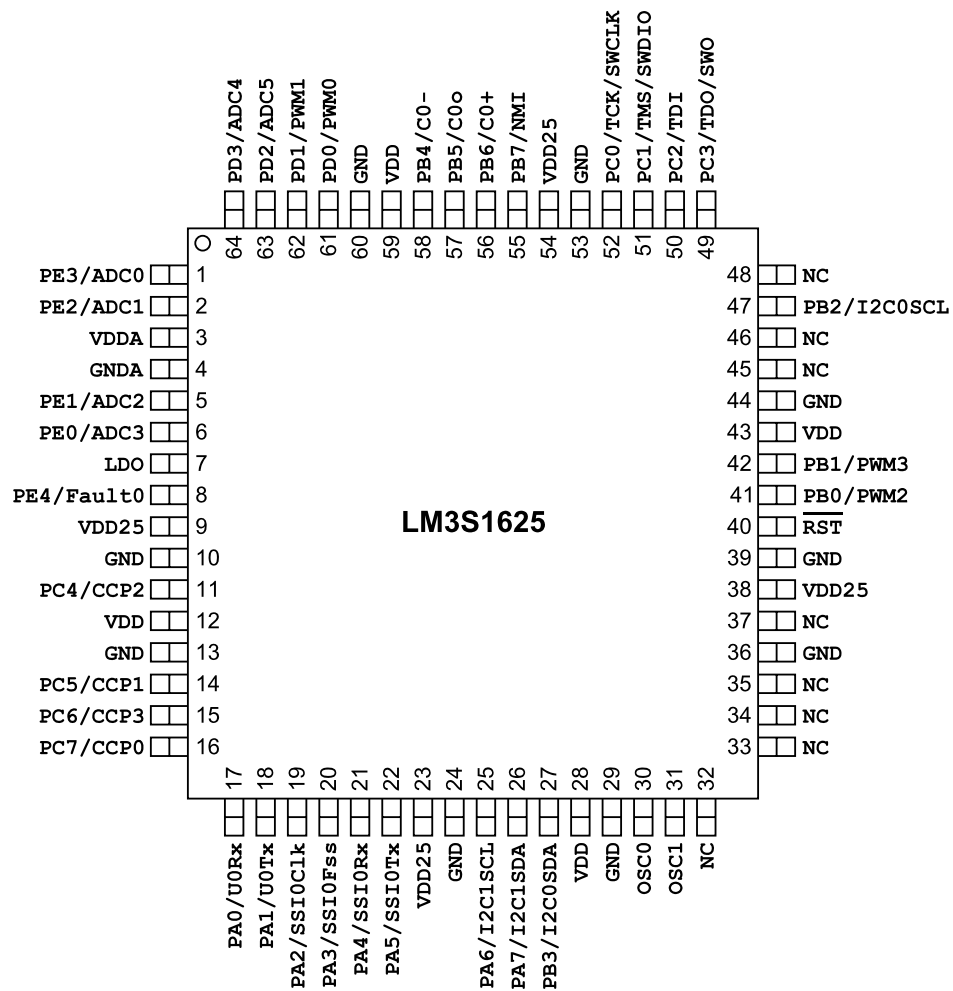 PD3/ADC4
PD2/ADC5
PD1/PWM1
PD0/PWM0
GND
VDD
PB4/C0-
PB5/C0o
PB6/C0+
PB7/NMI
VDD25
GND
PC0/TCK/SWCLK
PC1/TMS/SWDIO
PC2/TDI
PC3/TDO/SWO
64
63
62
61
60
59
58
57
56
55
54
53
52
51
50
49
PE3/ADC0 1
PE2/ADC1 2
VDDA 3
GNDA 4
PE1/ADC2 5
PE0/ADC3 6
LDO 7
PE4/Fault0 8
VDD25 9
GND 10
PC4/CCP2 11
VDD 12
GND 13
PC5/CCP1 14
PC6/CCP3 15
PC7/CCP0 16
LM3S1625
48 NC
47 PB2/I2C0SCL
46 NC
45 NC
44 GND
43 VDD
42 PB1/PWM3
41 PB0/PWM2
40 RST
39 GND
38 VDD25
37 NC
36 GND
35 NC
34 NC
33 NC
17
18
19
20
21
22
23
24
25
26
27
28
29
30
31
32
PA0/U0Rx
PA1/U0Tx
PA2/SSI0Clk
PA3/SSI0Fss
PA4/SSI0Rx
PA5/SSI0Tx
VDD25
GND
PA6/I2C1SCL
PA7/I2C1SDA
PB3/I2C0SDA
VDD
GND
OSC0
OSC1
NC